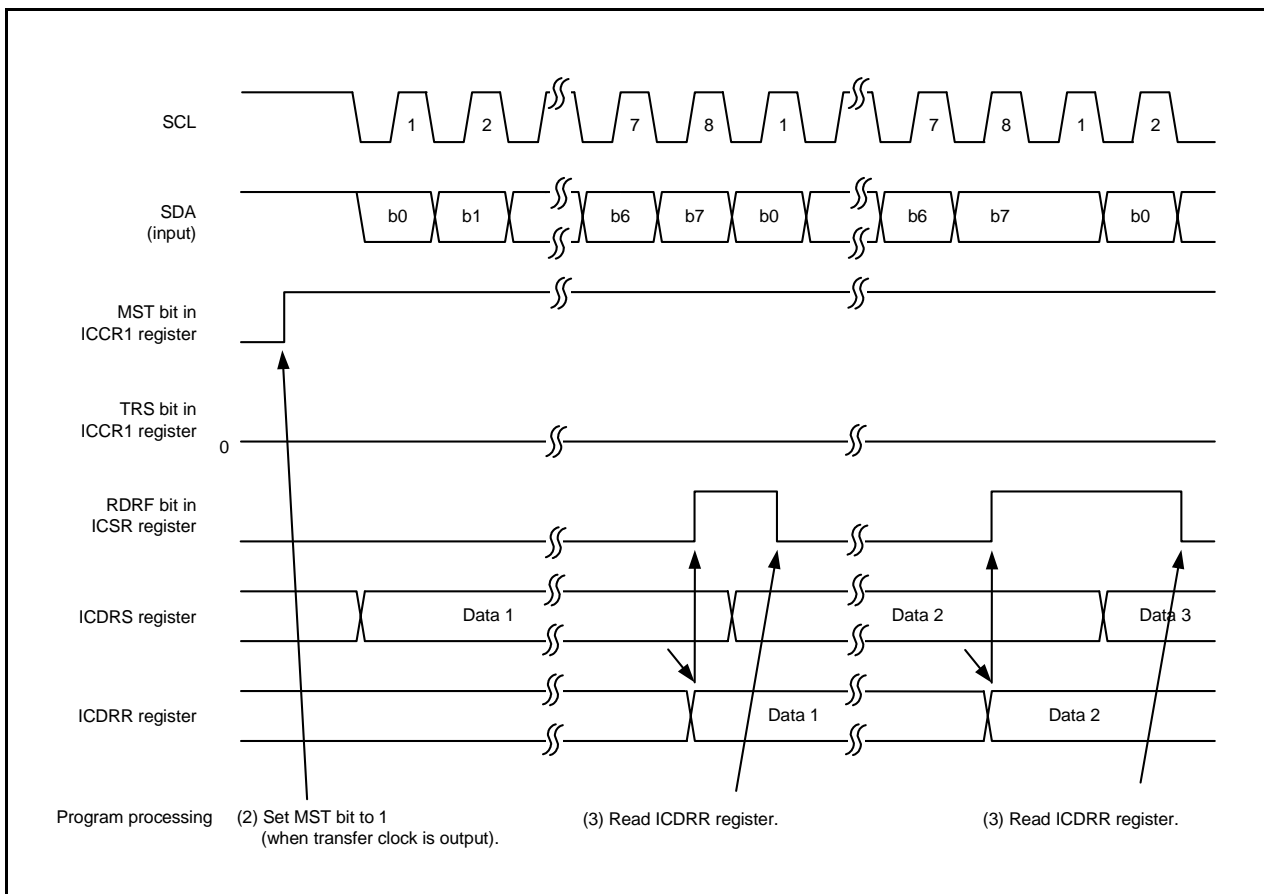 SCL
1 2 7 8 1 7 8 1 2
SDA
(input)
b0 b1 b6 b7 b0 b6 b7 b0
MST bit in
ICCR1 register
TRS bit in
ICCR1 register
0
RDRF bit in
ICSR register
ICDRS register
Data 1 Data 2 Data 3
ICDRR register
Data 1 Data 2
Program processing (2) Set MST bit to 1 (3) Read ICDRR register. (3) Read ICDRR register.
(when transfer clock is output).